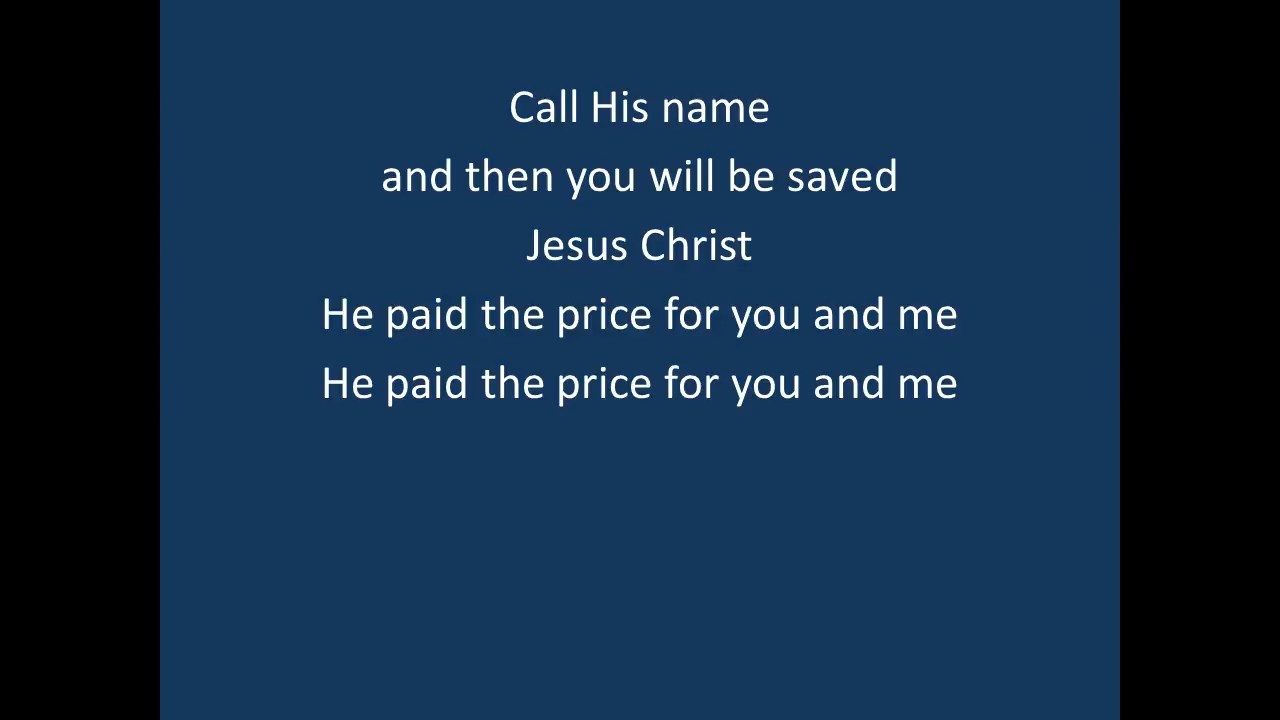 Call His name
and then you will be saved
Jesus Christ
He paid the price for you and me
He paid the price for you and me